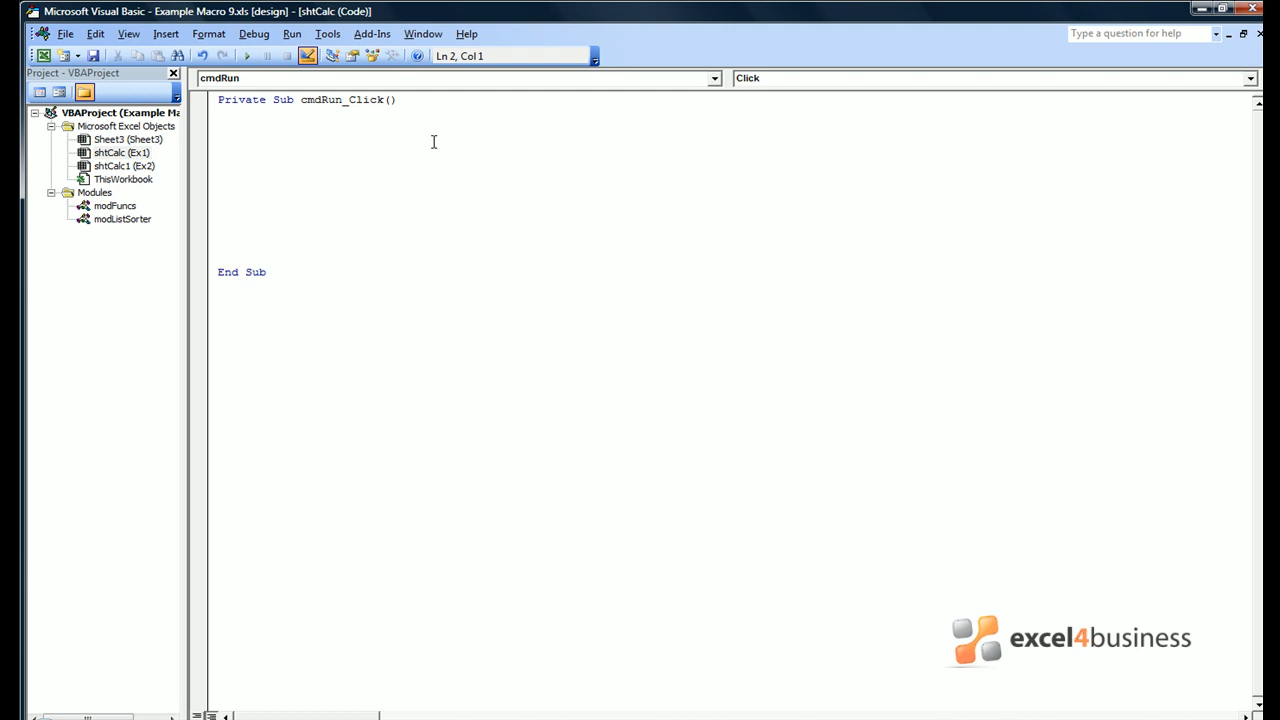 Microsoft Visual Basic - Example Macro 9.xls [design] - [shtCalc (Code)]
File Edit View Insert Format Debug Run Tools Add-Ins Window Help
Type a question for help
Ln 2, Col 1
Project - VBAProject
cmdRun
Click
VBAProject (Example Ma
Microsoft Excel Objects
Sheet3 (Sheet3)
shtCalc (Ex1)
shtCalc1 (Ex2)
ThisWorkbook
Modules
modFuncs
modListSorter
Private Sub cmdRun_Click()
End Sub
excel4business